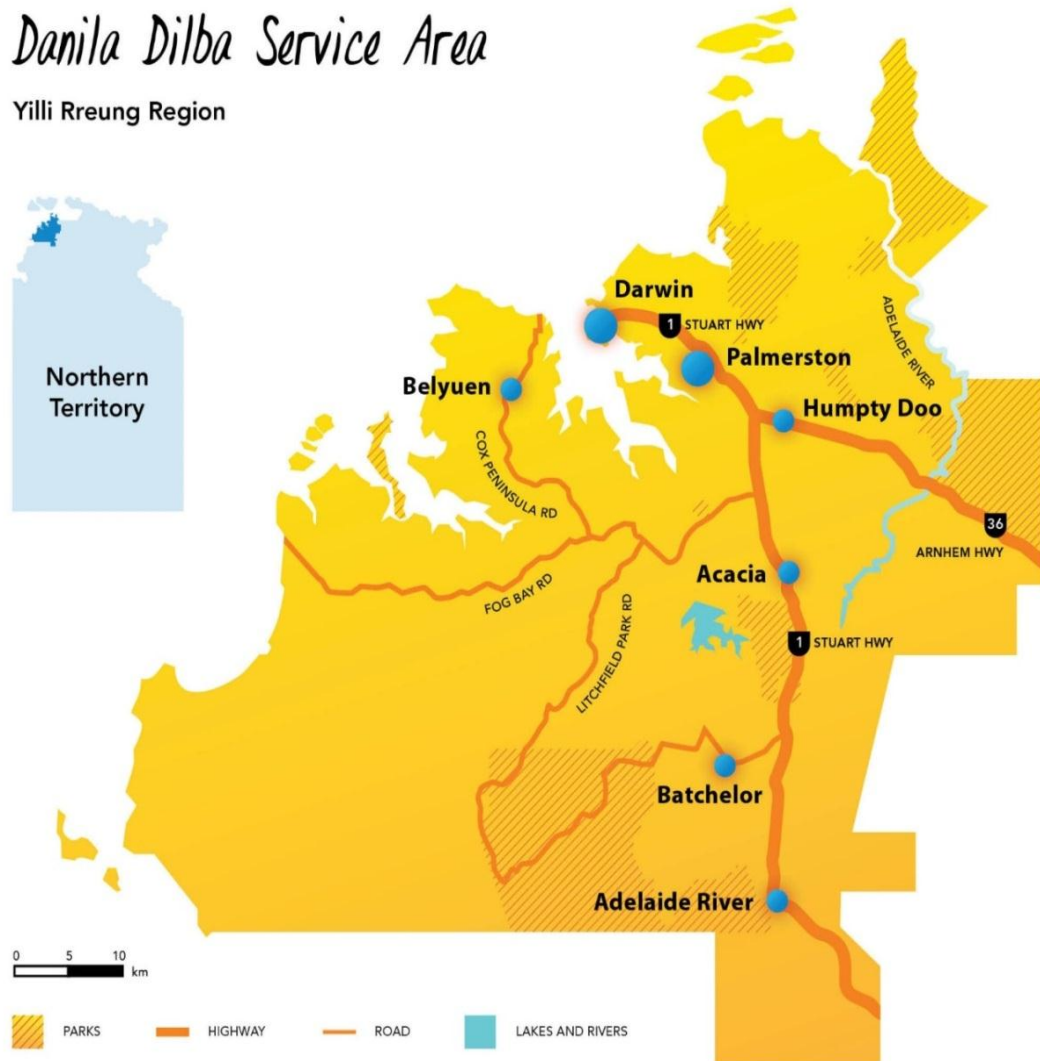 Danila Dilba Service Area
Yilli Rreung Region
Northern
Territory
Darwin
1
STUART HWY
Palmerston
Belyuen
Humpty Doo
ADELAIDE RIVER
COX PENINSULA RD
36
ARNHEM HWY
Acacia
FOG BAY RD
LITCHFIELD PARK RD
1
STUART HWY
Batchelor
Adelaide River
0 5 10
km
PARKS
HIGHWAY
ROAD
LAKES AND RIVERS